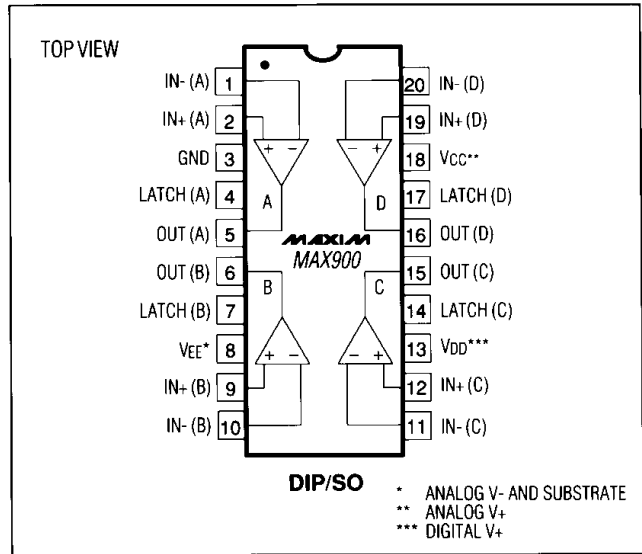 TOP VIEW
IN- (A) 1
IN+ (A) 2
GND 3
LATCH (A) 4
OUT (A) 5
OUT (B) 6
LATCH (B) 7
VEE* 8
IN+ (B) 9
IN- (B) 10
20 IN- (D)
19 IN+ (D)
18 VCC**
17 LATCH (D)
16 OUT (D)
15 OUT (C)
14 LATCH (C)
13 VDD***
12 IN+ (C)
11 IN- (C)
+ −
− +
A
D
MAXIM
MAX900
B
C
+ −
− +
DIP/SO
* ANALOG V- AND SUBSTRATE
** ANALOG V+
*** DIGITAL V+